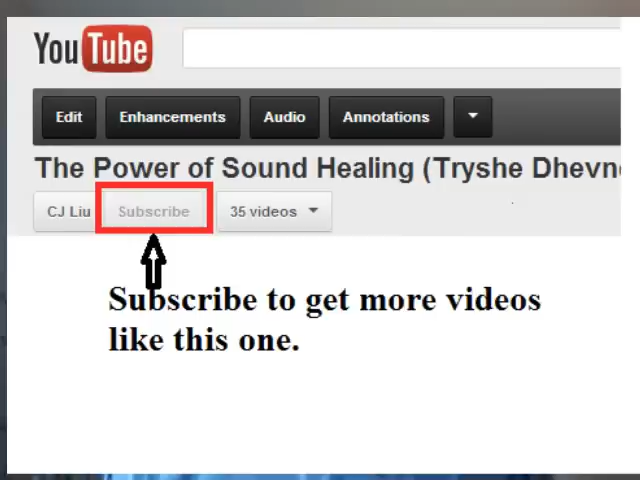 YouTube
Edit Enhancements Audio Annotations
The Power of Sound Healing (Tryshe Dhevn
CJ Liu Subscribe 35 videos
Subscribe to get more videos
like this one.